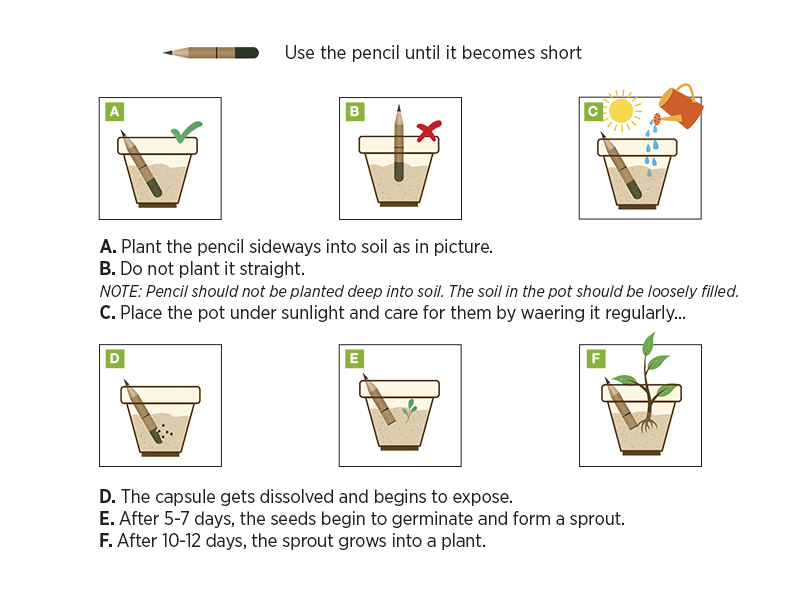 Use the pencil until it becomes short
A
B
C
A. Plant the pencil sideways into soil as in picture.
B. Do not plant it straight.
NOTE: Pencil should not be planted deep into soil. The soil in the pot should be loosely filled.
C. Place the pot under sunlight and care for them by waering it regularly...
D
E
F
D. The capsule gets dissolved and begins to expose.
E. After 5-7 days, the seeds begin to germinate and form a sprout.
F. After 10-12 days, the sprout grows into a plant.